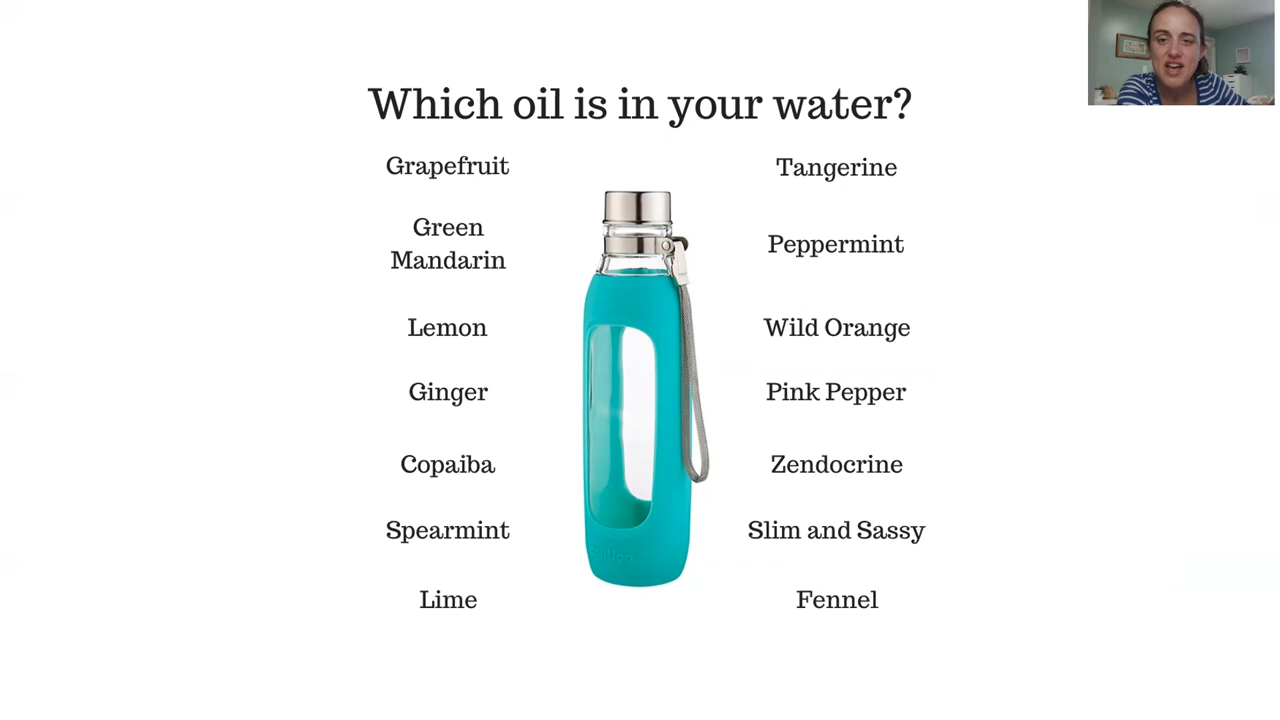 Which oil is in your water?
Grapefruit
Green
Mandarin
Lemon
Ginger
Copaiba
Spearmint
Lime
Tangerine
Peppermint
Wild Orange
Pink Pepper
Zendocrine
Slim and Sassy
Fennel